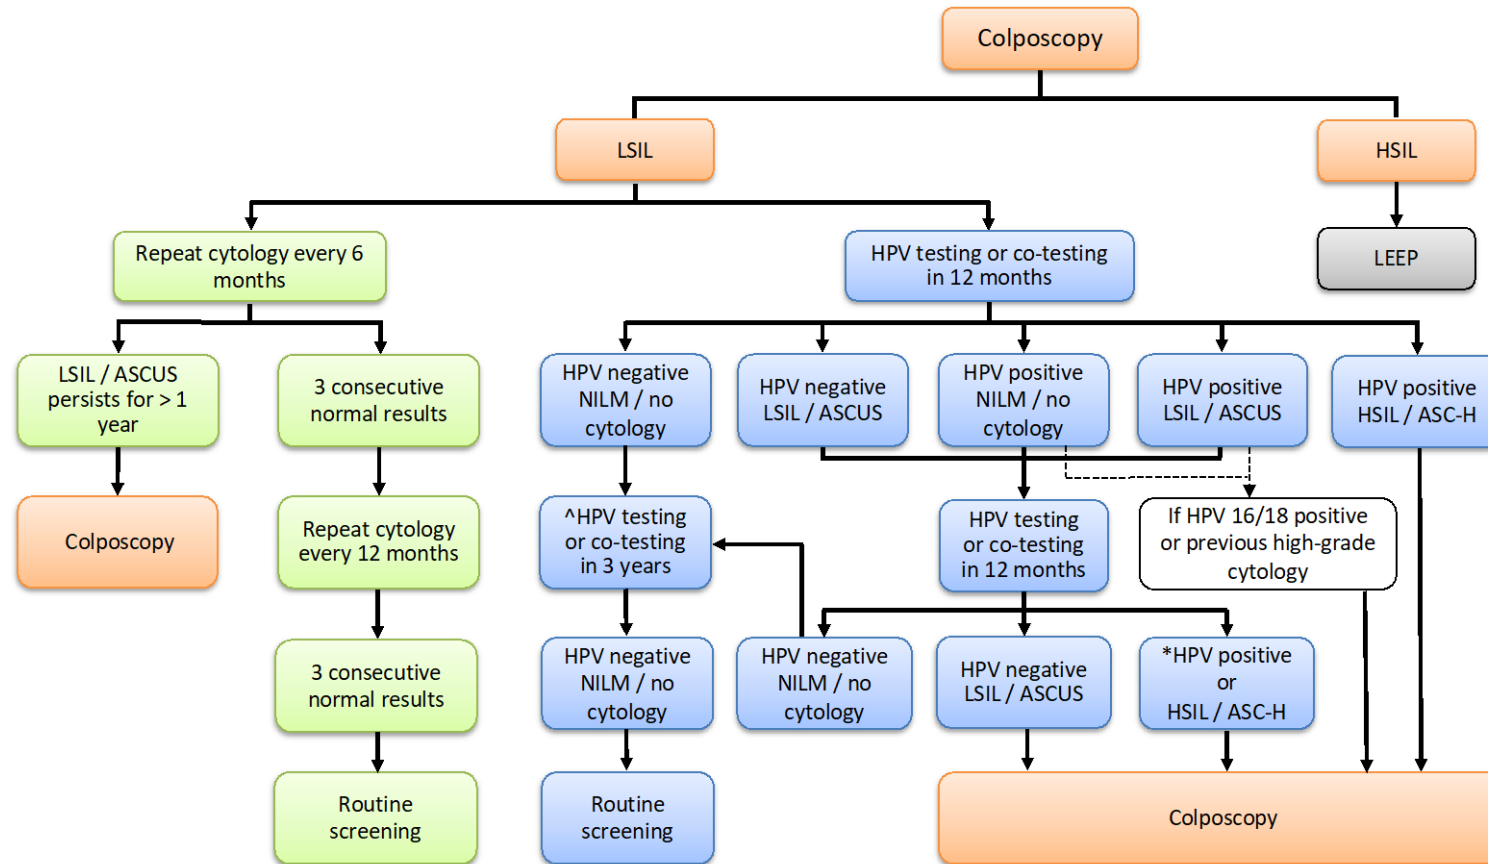 Colposcopy
LSIL
HSIL
Repeat cytology every 6
months
HPV testing or co-testing
in 12 months
LEEP
LSIL / ASCUS
persists for > 1
year
3 consecutive
normal results
HPV negative
NILM / no
cytology
HPV negative
LSIL / ASCUS
HPV positive
NILM / no
cytology
HPV positive
LSIL / ASCUS
HPV positive
HSIL / ASC-H
Colposcopy
Repeat cytology
every 12 months
^HPV testing
or co-testing
in 3 years
HPV testing
or co-testing
in 12 months
If HPV 16/18 positive
or previous high-grade
cytology
3 consecutive
normal results
HPV negative
NILM / no
cytology
HPV negative
NILM / no
cytology
HPV negative
LSIL / ASCUS
*HPV positive
or
HSIL / ASC-H
Routine
screening
Routine
screening
Colposcopy